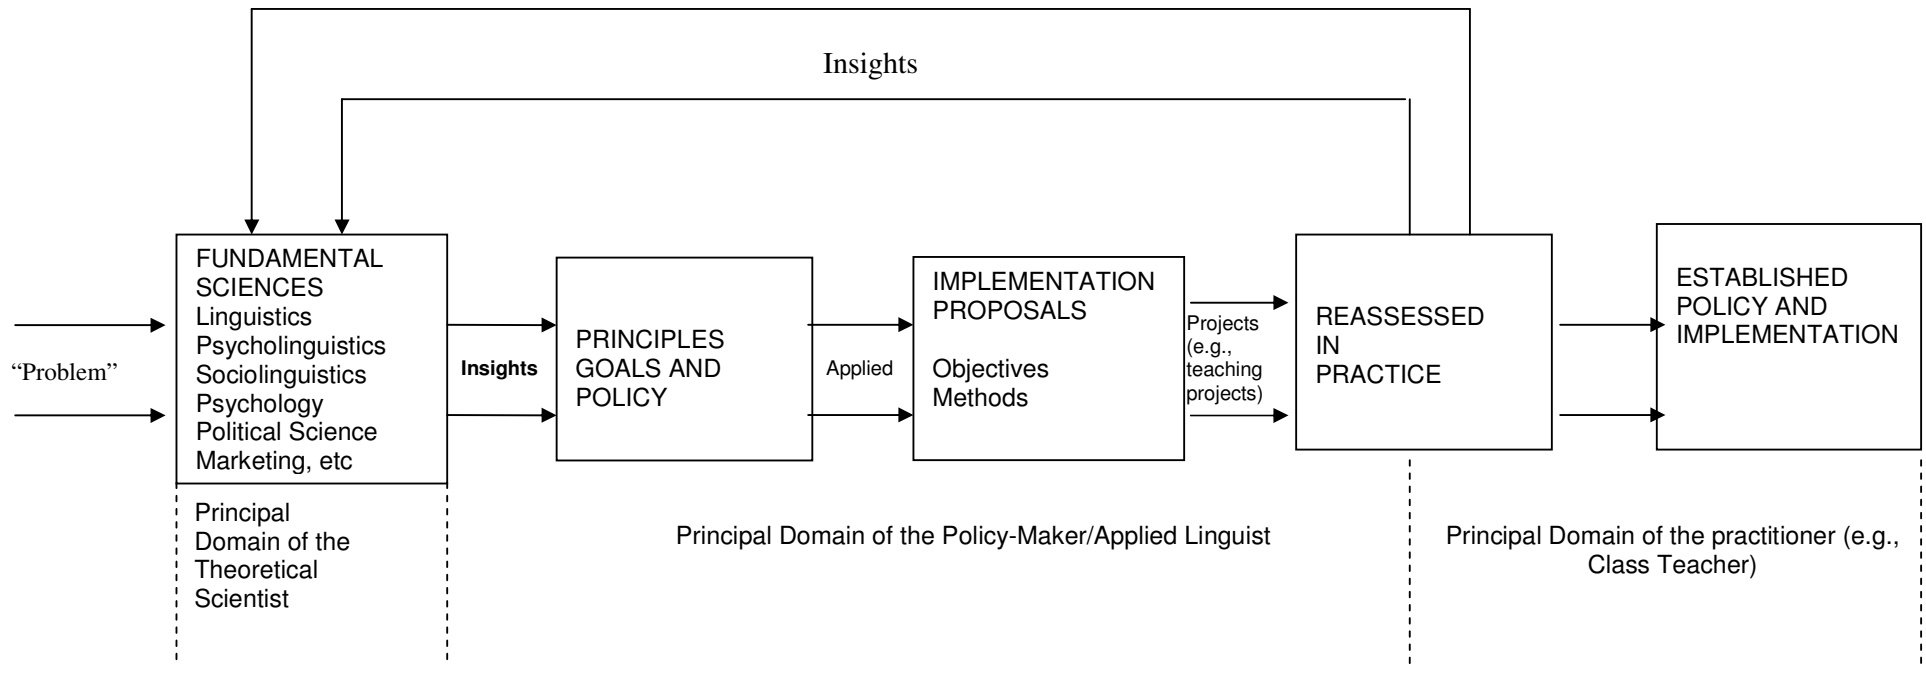 Insights
“Problem”
FUNDAMENTAL
SCIENCES
Linguistics
Psycholinguistics
Sociolinguistics
Psychology
Political Science
Marketing, etc
Insights
PRINCIPLES
GOALS AND
POLICY
Applied
IMPLEMENTATION
PROPOSALS
Objectives
Methods
Projects
(e.g.,
teaching
projects)
REASSESSED
IN
PRACTICE
ESTABLISHED
POLICY AND
IMPLEMENTATION
Principal
Domain of the
Theoretical
Scientist
Principal Domain of the Policy-Maker/Applied Linguist
Principal Domain of the practitioner (e.g.,
Class Teacher)